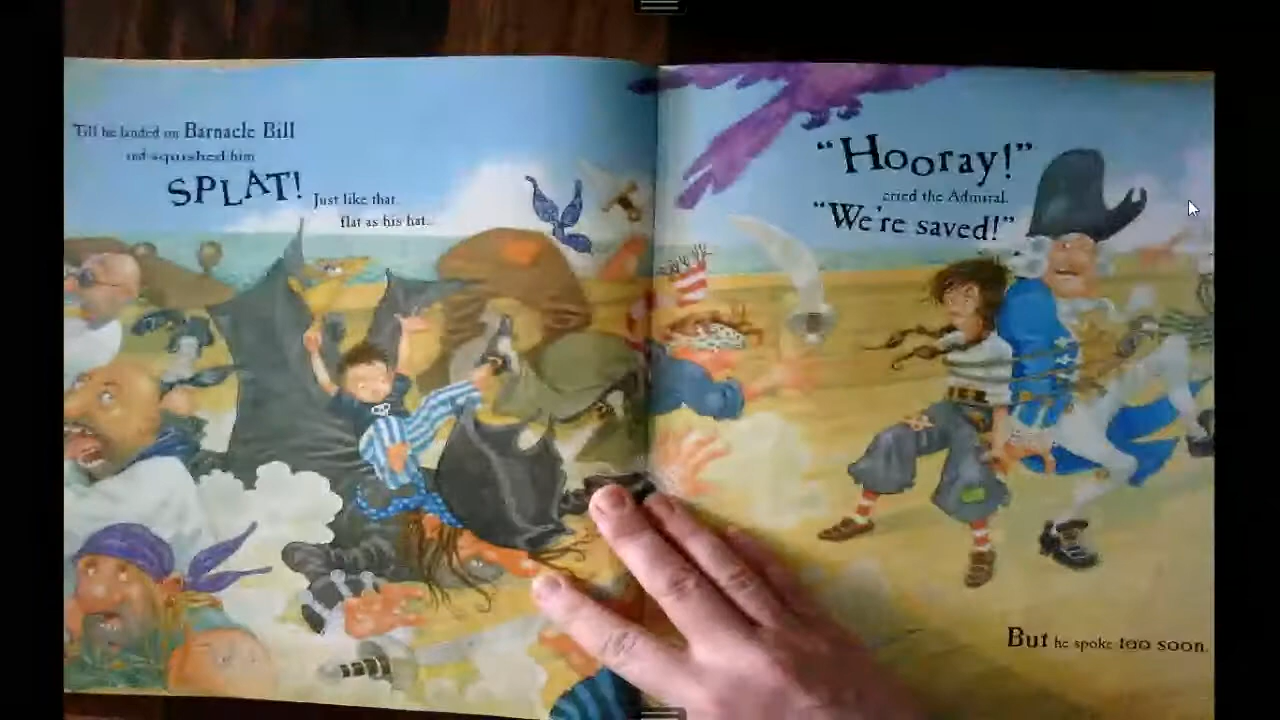 Till he landed on Barnacle Bill
and squished him
SPLAT! Just like that
flat as his hat...
"Hooray!"
cried the Admiral.
"We're saved!"
But he spoke too soon.